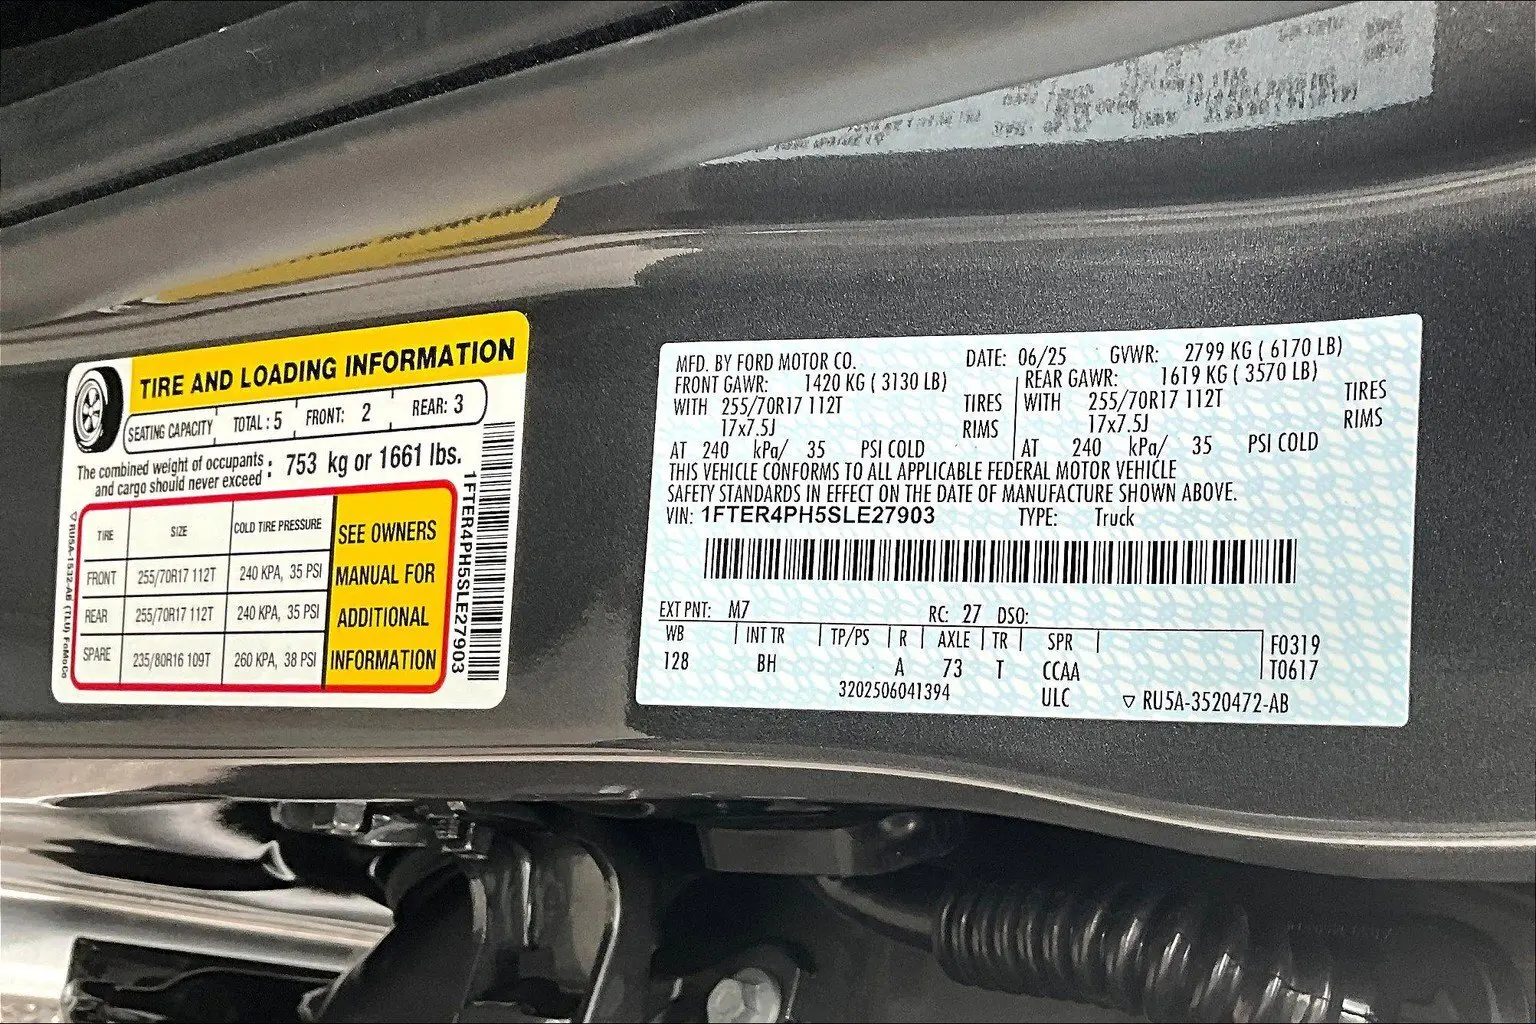 TIRE AND LOADING INFORMATION
SEATING CAPACITY TOTAL : 5 FRONT: 2 REAR: 3
The combined weight of occupants and cargo should never exceed : 753 kg or 1661 lbs.
TIRE SIZE COLD TIRE PRESSURE
FRONT 255/70R17 112T 240 KPA, 35 PSI
REAR 255/70R17 112T 240 KPA, 35 PSI
SPARE 235/80R16 109T 260 KPA, 38 PSI
SEE OWNERS
MANUAL FOR
ADDITIONAL
INFORMATION
▽ RU5A-1532-AB (TLU) FoMoCo
1FTER4PH5SLE27903
MFD. BY FORD MOTOR CO. DATE: 06/25 GVWR: 2799 KG ( 6170 LB)
FRONT GAWR: 1420 KG ( 3130 LB) REAR GAWR: 1619 KG ( 3570 LB)
WITH 255/70R17 112T TIRES WITH 255/70R17 112T TIRES
17x7.5J RIMS 17x7.5J RIMS
AT 240 kPa/ 35 PSI COLD AT 240 kPa/ 35 PSI COLD
THIS VEHICLE CONFORMS TO ALL APPLICABLE FEDERAL MOTOR VEHICLE
SAFETY STANDARDS IN EFFECT ON THE DATE OF MANUFACTURE SHOWN ABOVE.
VIN: 1FTER4PH5SLE27903 TYPE: Truck
EXT PNT: M7 RC: 27 DSO:
WB INT TR TP/PS R AXLE TR SPR F0319
128 BH A 73 T CCAA T0617
3202506041394 ULC ▽ RU5A-3520472-AB